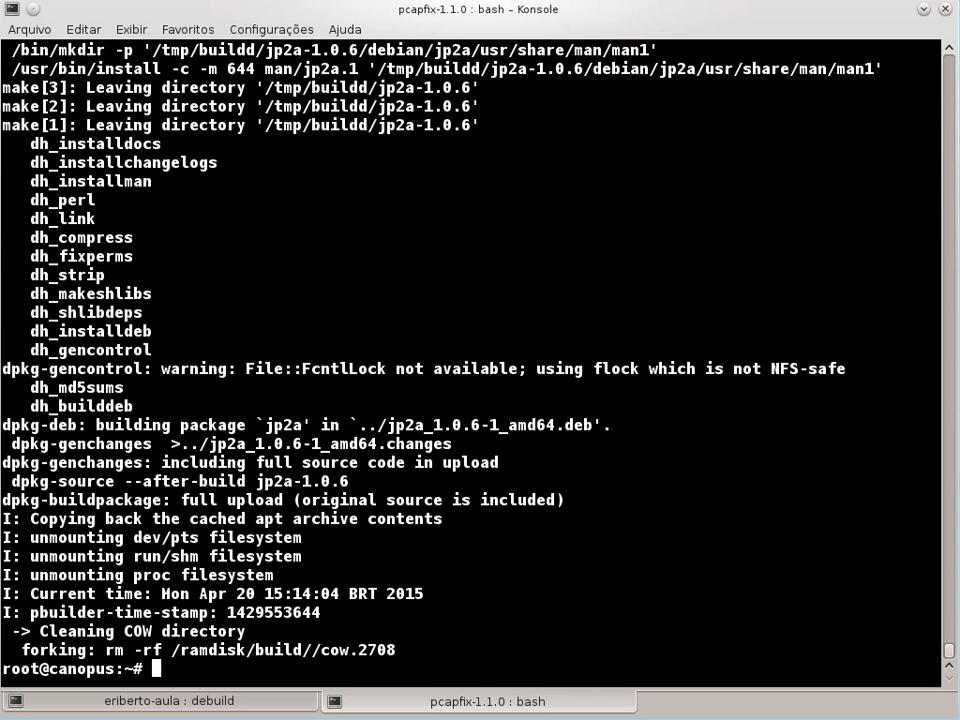 pcapfix-1.1.0 : bash – Konsole
Arquivo Editar Exibir Favoritos Configurações Ajuda
/bin/mkdir -p '/tmp/buildd/jp2a-1.0.6/debian/jp2a/usr/share/man/man1'
/usr/bin/install -c -m 644 man/jp2a.1 '/tmp/buildd/jp2a-1.0.6/debian/jp2a/usr/share/man/man1'
make[3]: Leaving directory '/tmp/buildd/jp2a-1.0.6'
make[2]: Leaving directory '/tmp/buildd/jp2a-1.0.6'
make[1]: Leaving directory '/tmp/buildd/jp2a-1.0.6'
dh_installdocs
dh_installchangelogs
dh_installman
dh_perl
dh_link
dh_compress
dh_fixperms
dh_strip
dh_makeshlibs
dh_shlibdeps
dh_installdeb
dh_gencontrol
dpkg-gencontrol: warning: File::FcntlLock not available; using flock which is not NFS-safe
dh_md5sums
dh_builddeb
dpkg-deb: building package `jp2a' in `../jp2a_1.0.6-1_amd64.deb'.
dpkg-genchanges >../jp2a_1.0.6-1_amd64.changes
dpkg-genchanges: including full source code in upload
dpkg-source --after-build jp2a-1.0.6
dpkg-buildpackage: full upload (original source is included)
I: Copying back the cached apt archive contents
I: unmounting dev/pts filesystem
I: unmounting run/shm filesystem
I: unmounting proc filesystem
I: Current time: Mon Apr 20 15:14:04 BRT 2015
I: pbuilder-time-stamp: 1429553644
-> Cleaning COW directory
forking: rm -rf /ramdisk/build//cow.2708
root@canopus:~#
eriberto-aula : debuild
pcapfix-1.1.0 : bash